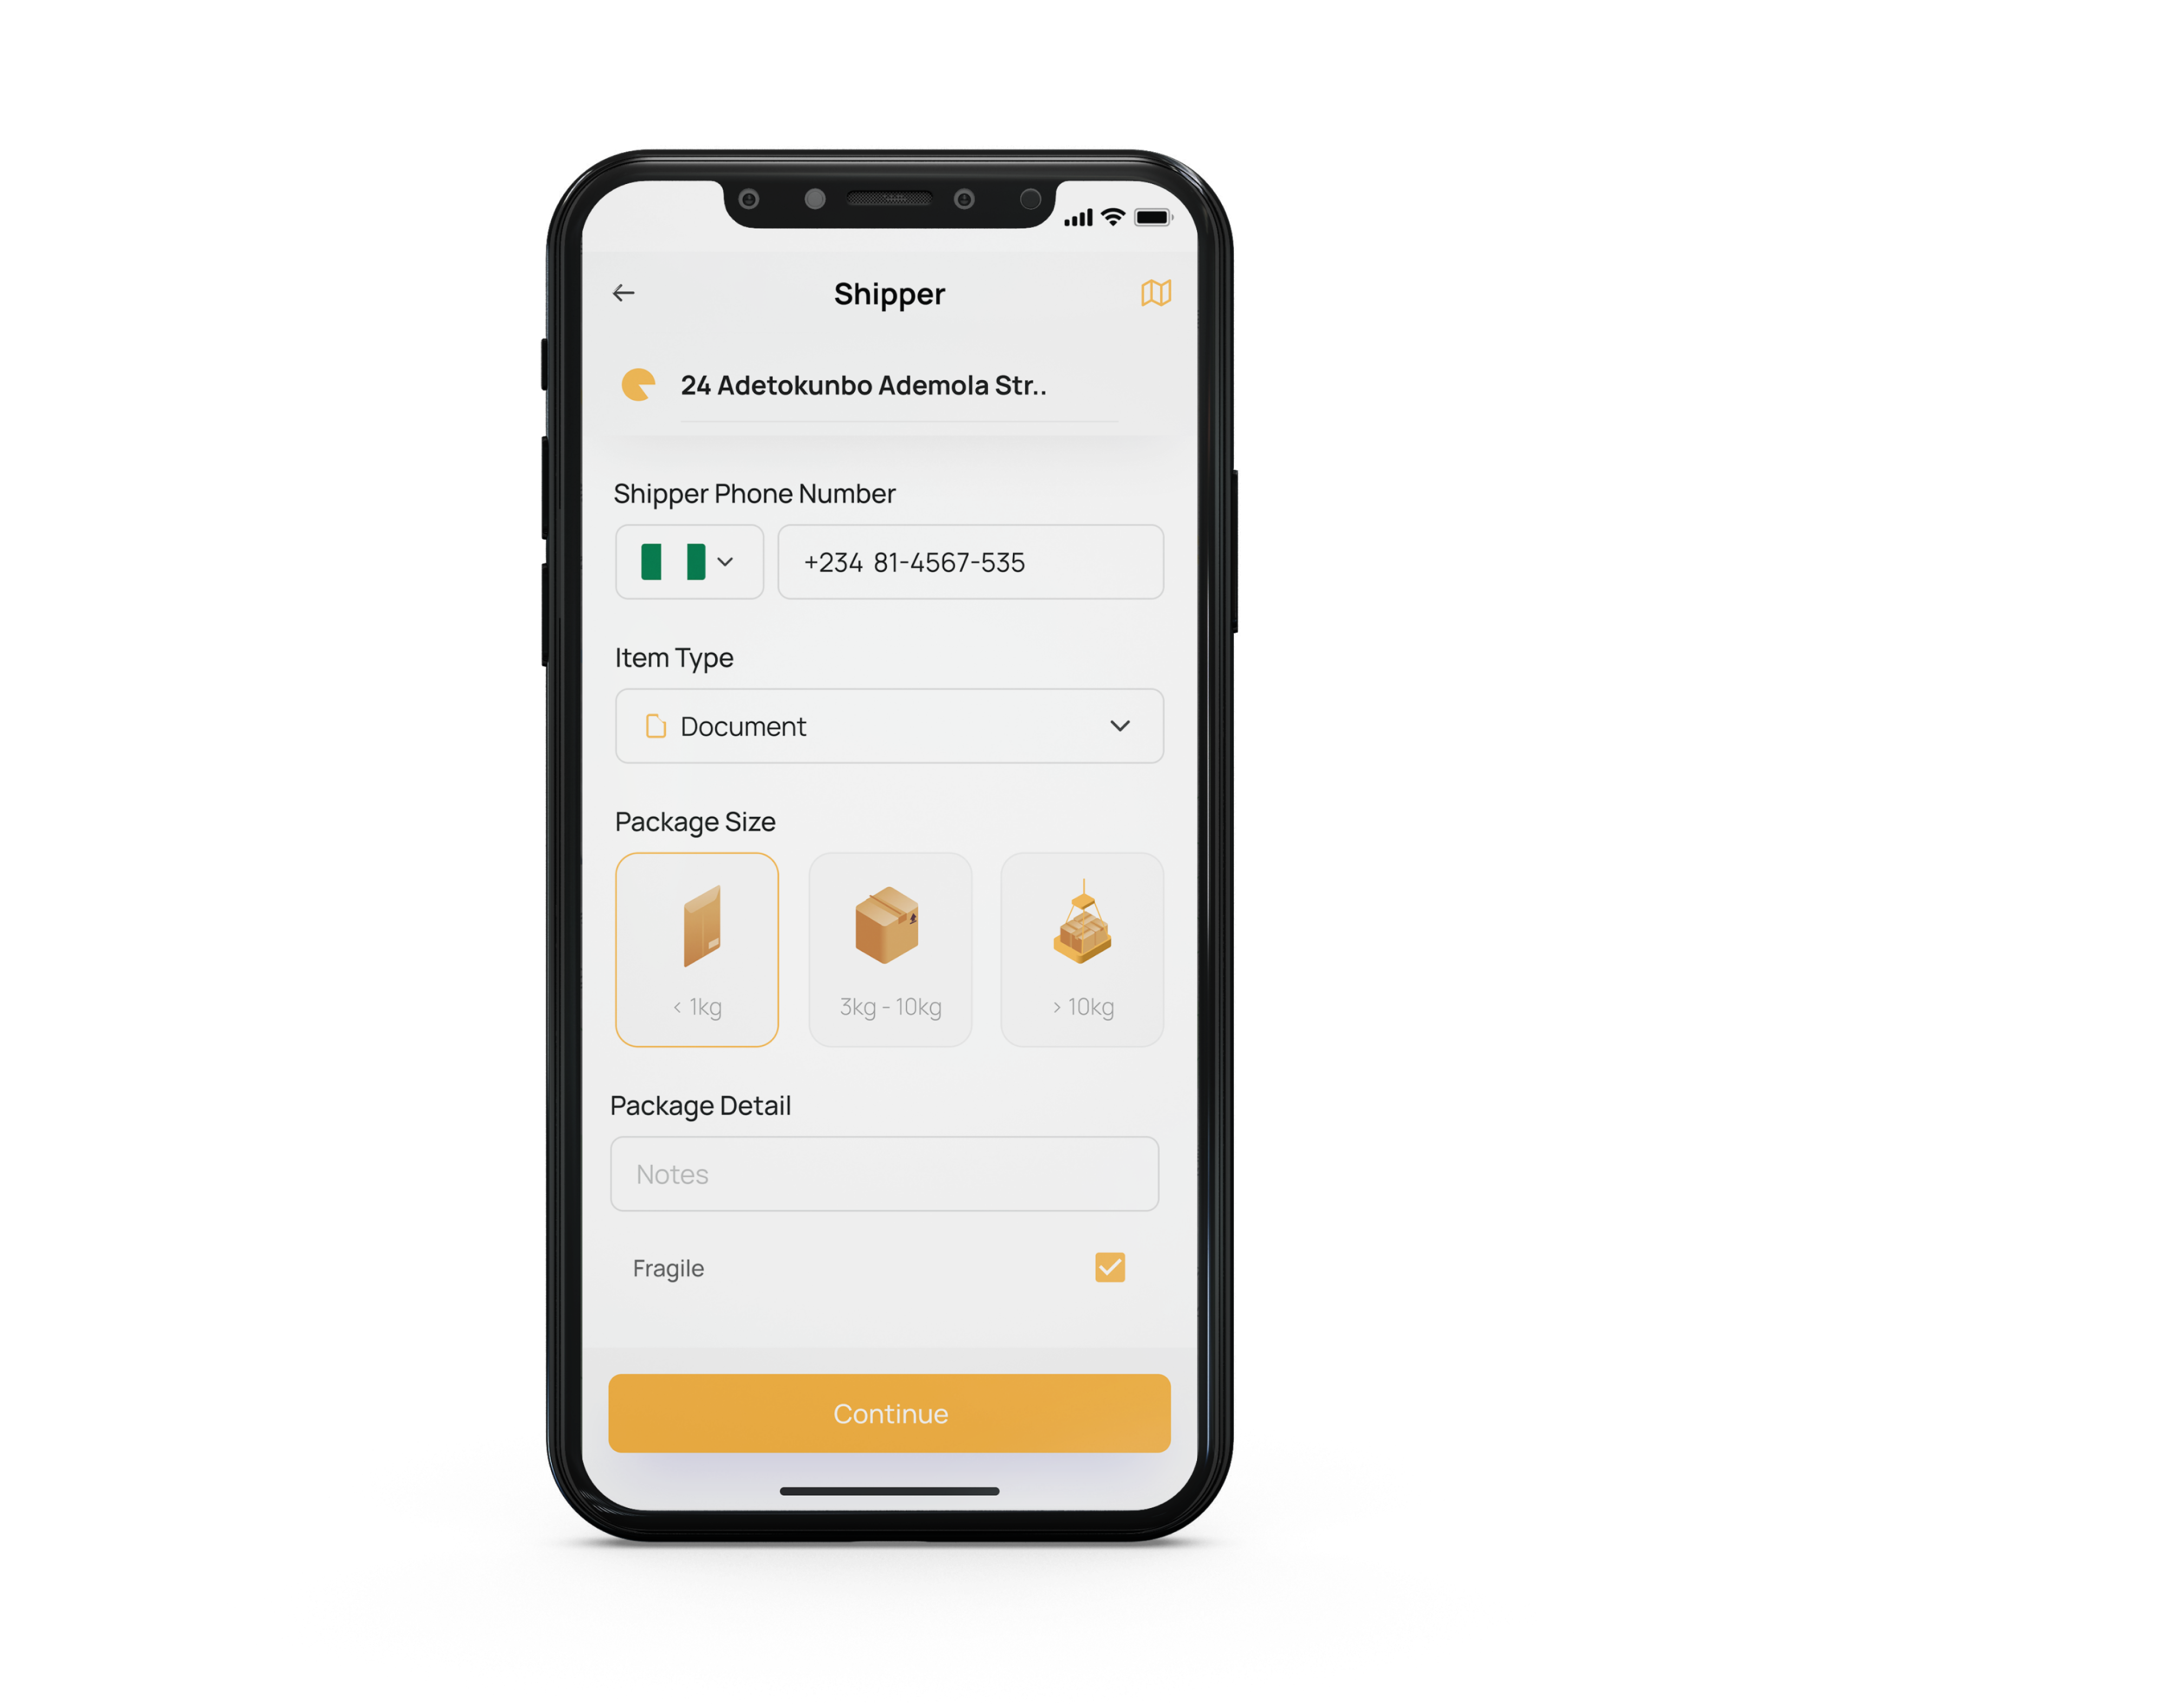 Shipper
24 Adetokunbo Ademola Str..
Shipper Phone Number
+234 81-4567-535
Item Type
Document
Package Size
< 1kg
3kg - 10kg
> 10kg
Package Detail
Notes
Fragile
Continue